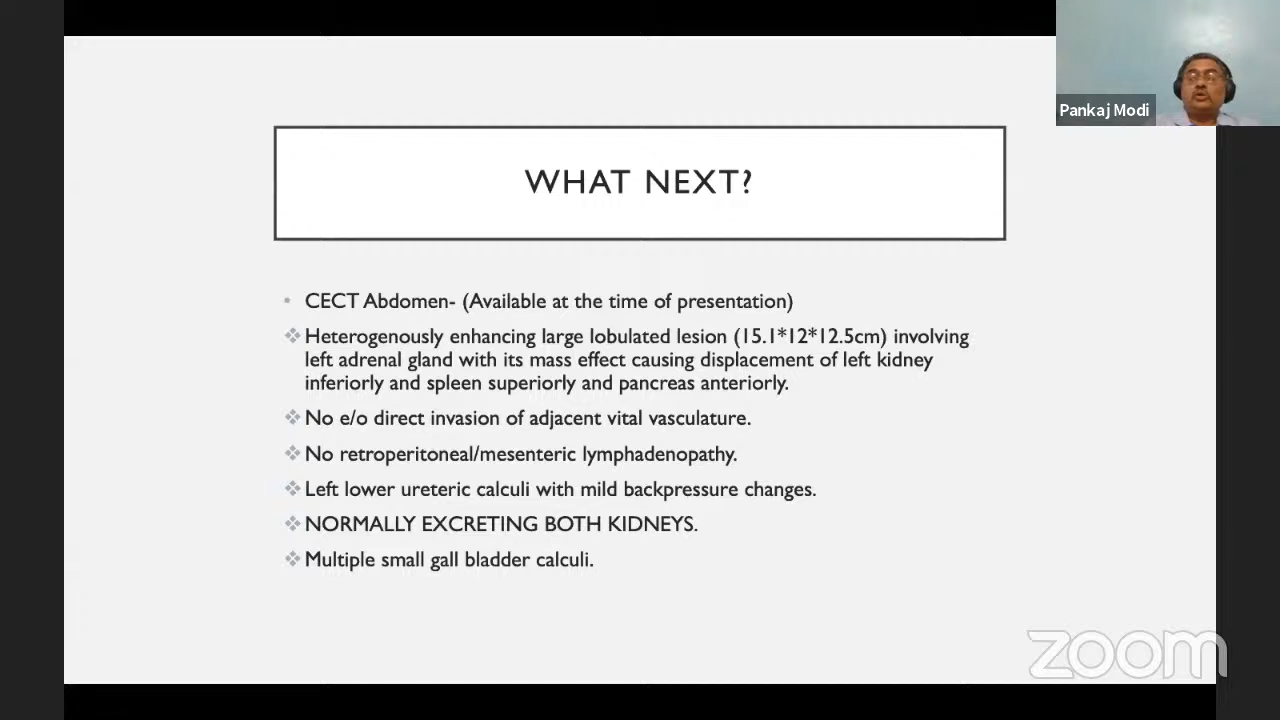 Pankaj Modi
WHAT NEXT?
• CECT Abdomen- (Available at the time of presentation)
❖ Heterogenously enhancing large lobulated lesion (15.1*12*12.5cm) involving
left adrenal gland with its mass effect causing displacement of left kidney
inferiorly and spleen superiorly and pancreas anteriorly.
❖ No e/o direct invasion of adjacent vital vasculature.
❖ No retroperitoneal/mesenteric lymphadenopathy.
❖ Left lower ureteric calculi with mild backpressure changes.
❖ NORMALLY EXCRETING BOTH KIDNEYS.
❖ Multiple small gall bladder calculi.
zoom